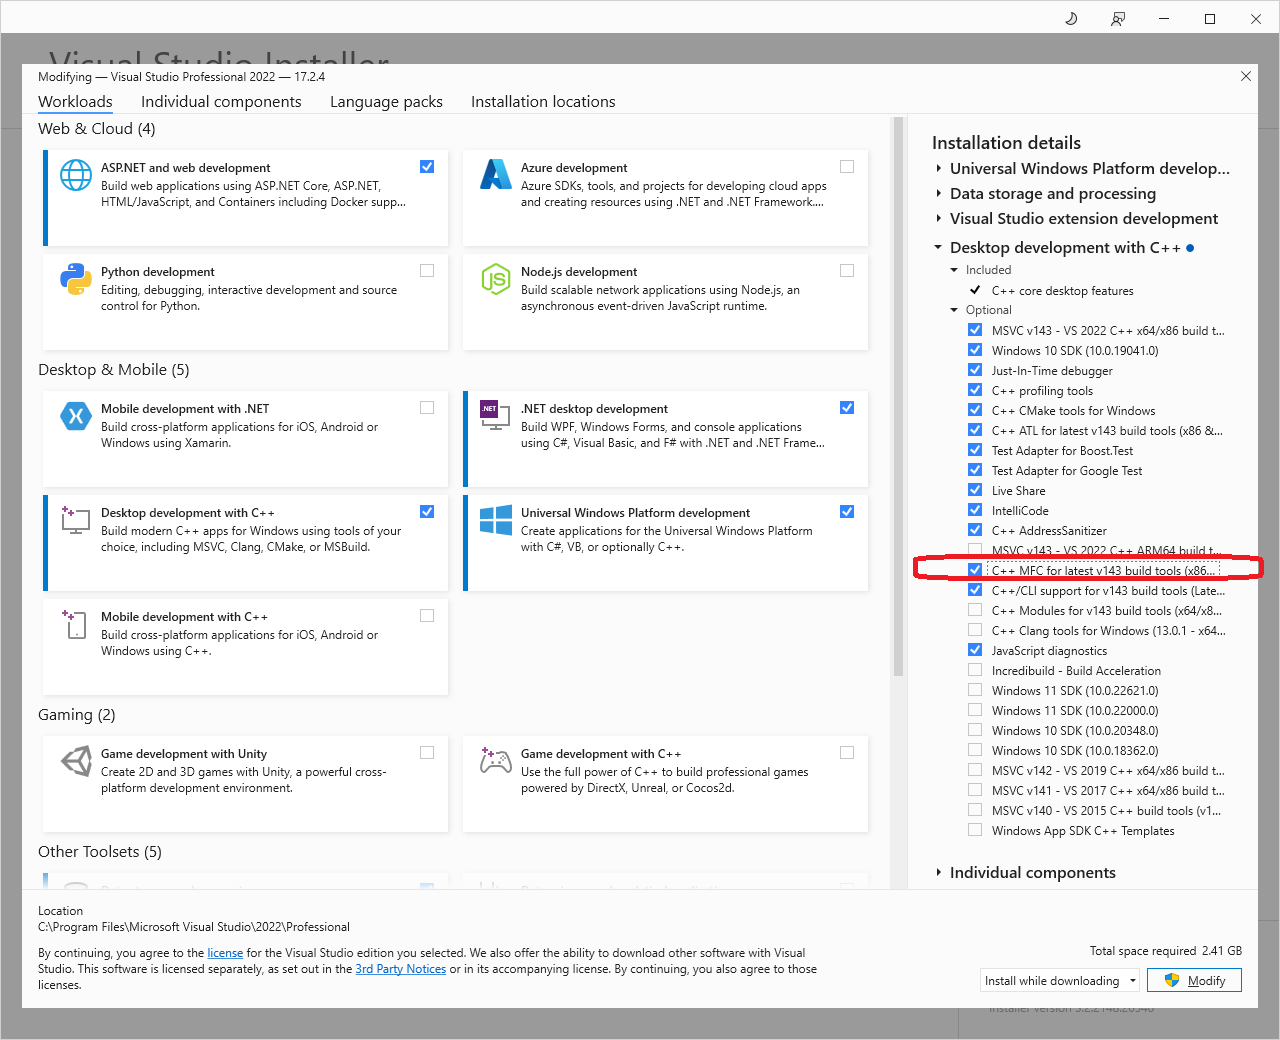 Visual Studio Installer
Modifying — Visual Studio Professional 2022 — 17.2.4
Workloads
Individual components
Language packs
Installation locations
Web & Cloud (4)
ASP.NET and web development
Build web applications using ASP.NET Core, ASP.NET,
HTML/JavaScript, and Containers including Docker supp...
Azure development
Azure SDKs, tools, and projects for developing cloud apps
and creating resources using .NET and .NET Framework....
Python development
Editing, debugging, interactive development and source
control for Python.
Node.js development
Build scalable network applications using Node.js, an
asynchronous event-driven JavaScript runtime.
Desktop & Mobile (5)
Mobile development with .NET
Build cross-platform applications for iOS, Android or
Windows using Xamarin.
.NET
.NET desktop development
Build WPF, Windows Forms, and console applications
using C#, Visual Basic, and F# with .NET and .NET Frame...
Desktop development with C++
Build modern C++ apps for Windows using tools of your
choice, including MSVC, Clang, CMake, or MSBuild.
Universal Windows Platform development
Create applications for the Universal Windows Platform
with C#, VB, or optionally C++.
Mobile development with C++
Build cross-platform applications for iOS, Android or
Windows using C++.
Gaming (2)
Game development with Unity
Create 2D and 3D games with Unity, a powerful cross-
platform development environment.
Game development with C++
Use the full power of C++ to build professional games
powered by DirectX, Unreal, or Cocos2d.
Other Toolsets (5)
Installation details
Universal Windows Platform develop...
Data storage and processing
Visual Studio extension development
Desktop development with C++
Included
C++ core desktop features
Optional
MSVC v143 - VS 2022 C++ x64/x86 build t...
Windows 10 SDK (10.0.19041.0)
Just-In-Time debugger
C++ profiling tools
C++ CMake tools for Windows
C++ ATL for latest v143 build tools (x86 &...
Test Adapter for Boost.Test
Test Adapter for Google Test
Live Share
IntelliCode
C++ AddressSanitizer
MSVC v143 - VS 2022 C++ ARM64 build t...
C++ MFC for latest v143 build tools (x86...
C++/CLI support for v143 build tools (Late...
C++ Modules for v143 build tools (x64/x8...
C++ Clang tools for Windows (13.0.1 - x64...
JavaScript diagnostics
Incredibuild - Build Acceleration
Windows 11 SDK (10.0.22621.0)
Windows 11 SDK (10.0.22000.0)
Windows 10 SDK (10.0.20348.0)
Windows 10 SDK (10.0.18362.0)
MSVC v142 - VS 2019 C++ x64/x86 build t...
MSVC v141 - VS 2017 C++ x64/x86 build t...
MSVC v140 - VS 2015 C++ build tools (v1...
Windows App SDK C++ Templates
Individual components
Location
C:\Program Files\Microsoft Visual Studio\2022\Professional
By continuing, you agree to the license for the Visual Studio edition you selected. We also offer the ability to download other software with Visual
Studio. This software is licensed separately, as set out in the 3rd Party Notices or in its accompanying license. By continuing, you also agree to those
licenses.
Total space required 2.41 GB
Install while downloading
Modify